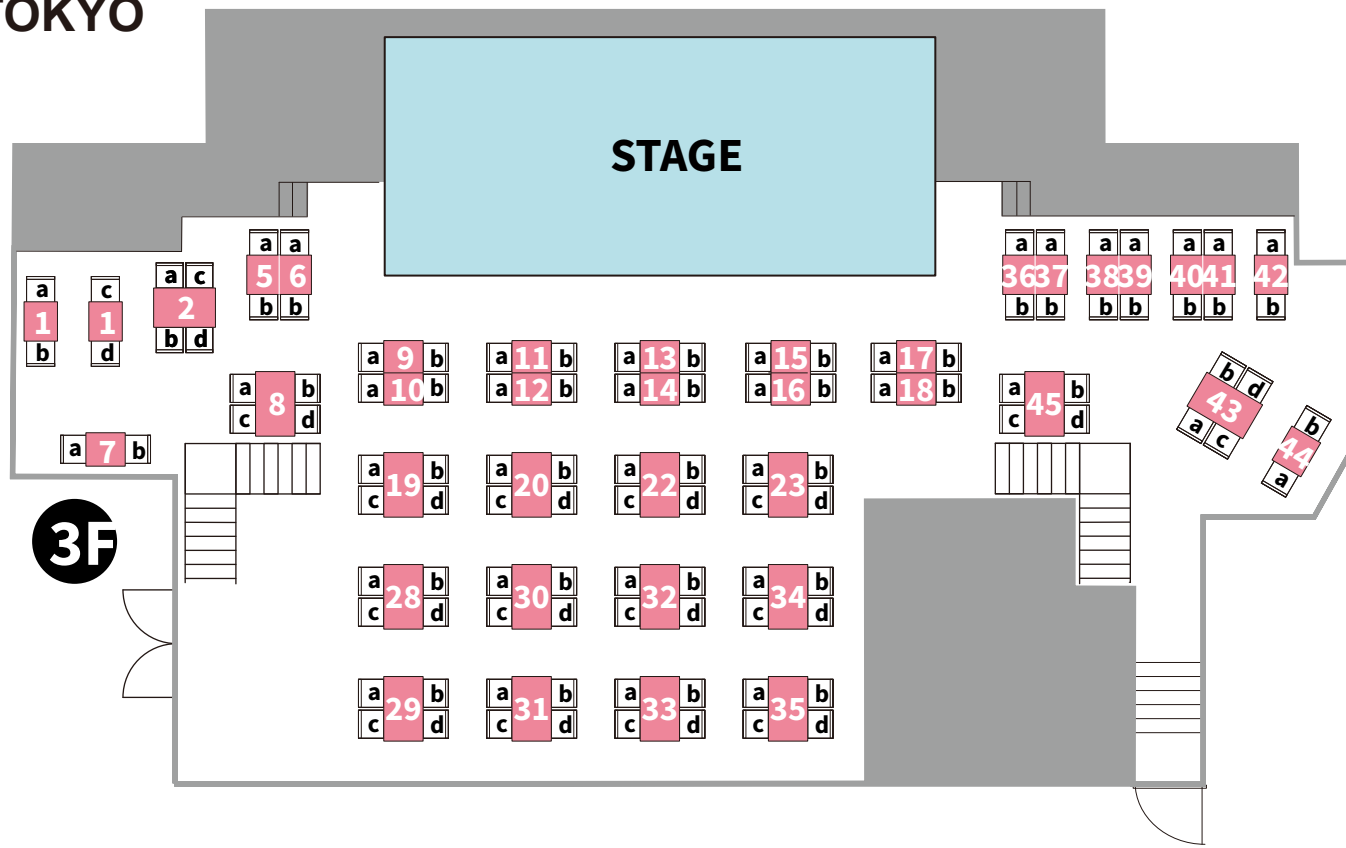 TOKYO
STAGE
a a
5 6
b b
a a a a a a a
36 37 38 39 40 41 42
b b b b b b b
a c a c
1 1 2
b d b d
a 9 b a 11 b a 13 b a 15 b a 17 b
a 10 b a 12 b a 14 b a 16 b a 18 b
a b
8
c d
a b
45
c d
b d
43
a c
b
44
a
a 7 b
a b a b a b a b
19 20 22 23
c d c d c d c d
3F
a b a b a b a b
28 30 32 34
c d c d c d c d
a b a b a b a b
29 31 33 35
c d c d c d c d